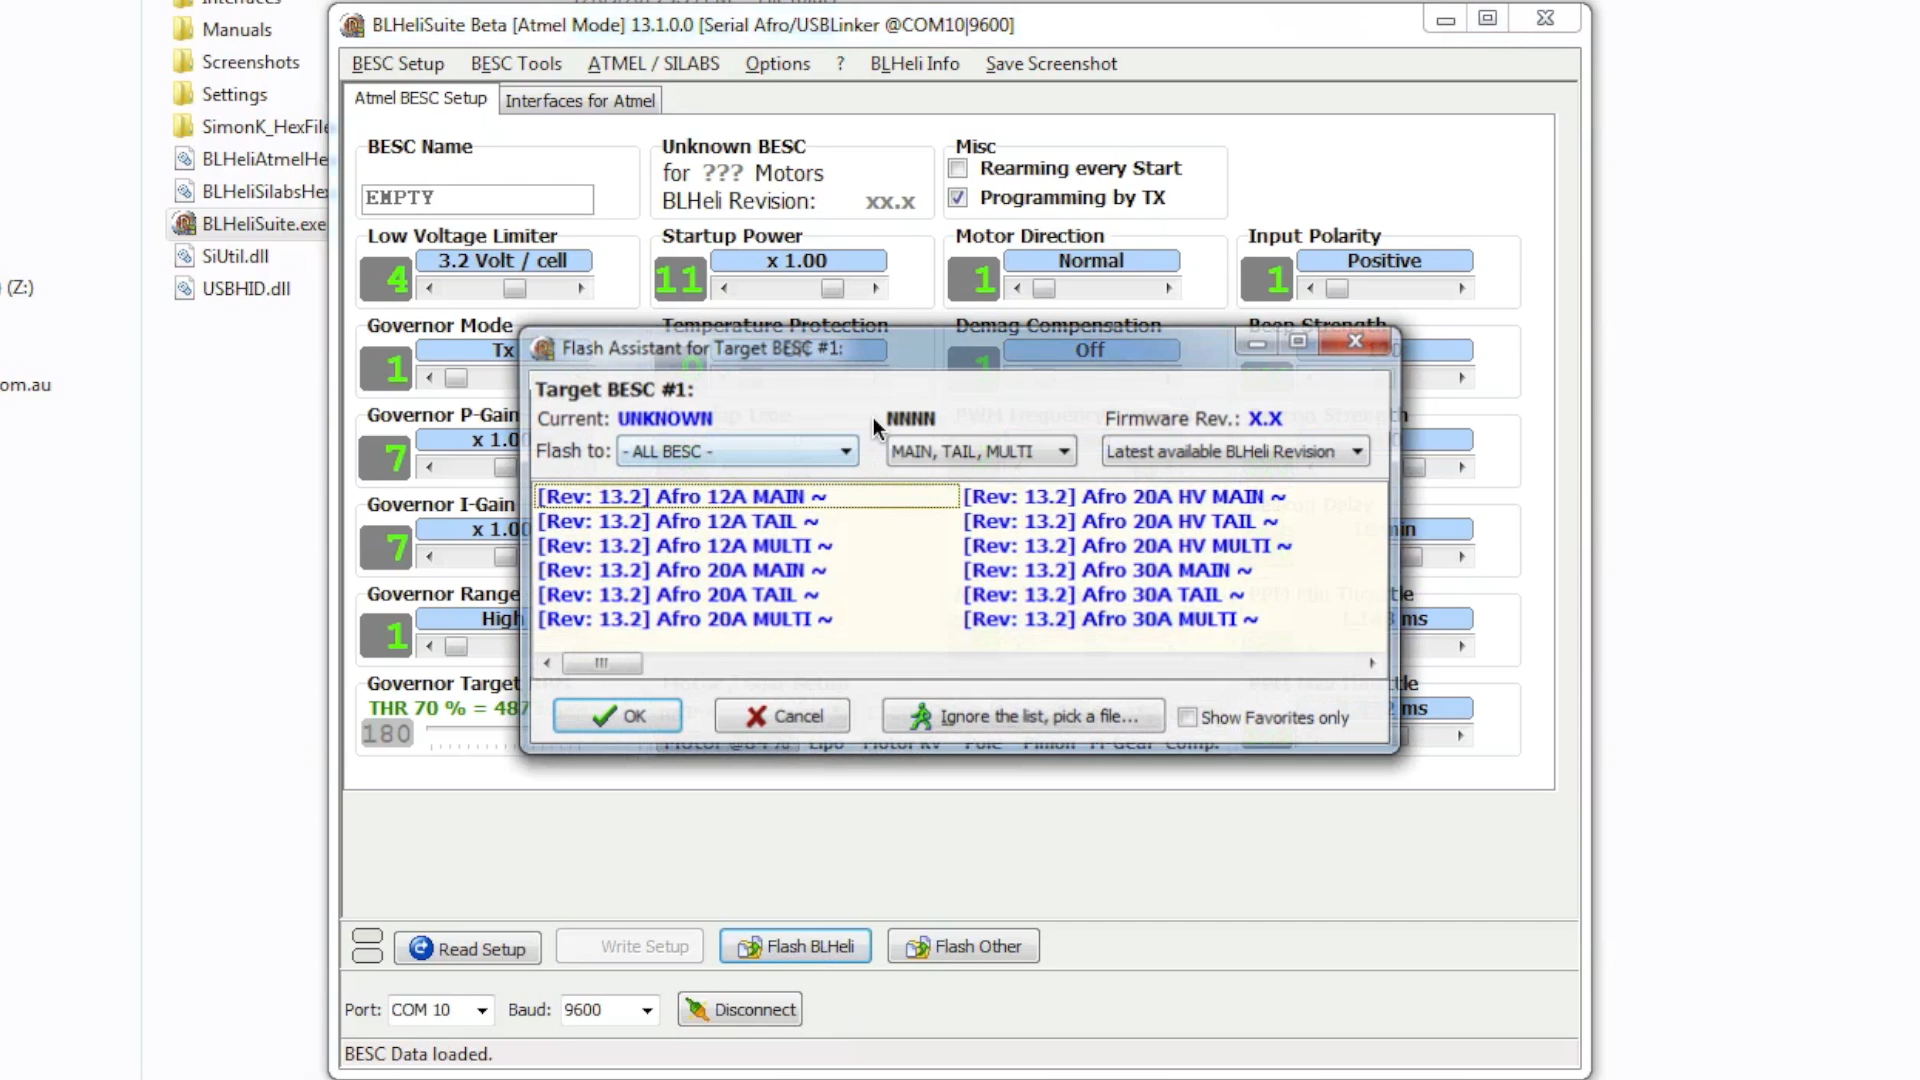 Interfaces
Manuals
Screenshots
Settings
SimonK_HexFile
BLHeliAtmelHe
BLHeliSilabsHex
BLHeliSuite.exe
SiUtil.dll
USBHID.dll
(Z:)
om.au
BLHeliSuite Beta [Atmel Mode] 13.1.0.0 [Serial Afro/USBLinker @COM10|9600]
BESC Setup BESC Tools ATMEL / SILABS Options ? BLHeli Info Save Screenshot
Atmel BESC Setup Interfaces for Atmel
BESC Name
EMPTY
Unknown BESC
for ??? Motors
BLHeli Revision: xx.x
Misc
Rearming every Start
Programming by TX
Low Voltage Limiter
4 3.2 Volt / cell
Startup Power
11 x 1.00
Motor Direction
1 Normal
Input Polarity
1 Positive
Governor Mode
1 Tx
Temperature Protection
Demag Compensation
Off
Beep Strength
Governor P-Gain
7 x 1.00
Governor I-Gain
7 x 1.00
Governor Range
1 High
Governor Target
THR 70 % = 487
180
Flash Assistant for Target BESC #1:
Target BESC #1:
Current: UNKNOWN NNNN Firmware Rev.: X.X
Flash to: - ALL BESC - MAIN, TAIL, MULTI Latest available BLHeli Revision
[Rev: 13.2] Afro 12A MAIN ~
[Rev: 13.2] Afro 12A TAIL ~
[Rev: 13.2] Afro 12A MULTI ~
[Rev: 13.2] Afro 20A MAIN ~
[Rev: 13.2] Afro 20A TAIL ~
[Rev: 13.2] Afro 20A MULTI ~
[Rev: 13.2] Afro 20A HV MAIN ~
[Rev: 13.2] Afro 20A HV TAIL ~
[Rev: 13.2] Afro 20A HV MULTI ~
[Rev: 13.2] Afro 30A MAIN ~
[Rev: 13.2] Afro 30A TAIL ~
[Rev: 13.2] Afro 30A MULTI ~
OK Cancel Ignore the list, pick a file... Show Favorites only
Read Setup Write Setup Flash BLHeli Flash Other
Port: COM 10 Baud: 9600 Disconnect
BESC Data loaded.